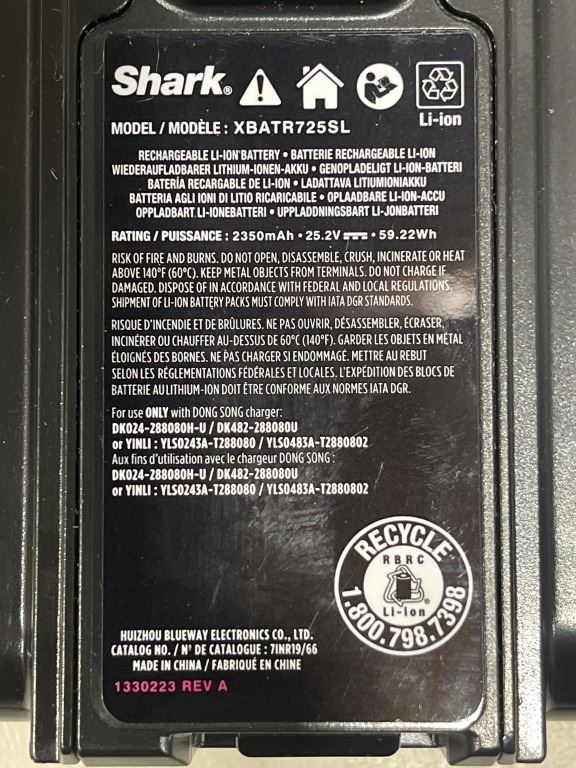 Shark®
Li-ion
MODEL / MODÈLE : XBATR725SL
RECHARGEABLE LI-ION BATTERY • BATTERIE RECHARGEABLE LI-ION
WIEDERAUFLADBARER LITHIUM-IONEN-AKKU • GENOPLADELIGT LI-ION-BATTERI
BATERÍA RECARGABLE DE LI-ION • LADATTAVA LITIUMIONIAKKU
BATTERIA AGLI IONI DI LITIO RICARICABILE • OPLAADBARE LI-ION-ACCU
OPPLADBART LI-IONEBATTERI • UPPLADDNINGSBART LI-JONBATTERI
RATING / PUISSANCE : 2350mAh • 25.2V⎓ • 59.22Wh
RISK OF FIRE AND BURNS. DO NOT OPEN, DISASSEMBLE, CRUSH, INCINERATE OR HEAT
ABOVE 140°F (60°C). KEEP METAL OBJECTS FROM TERMINALS. DO NOT CHARGE IF
DAMAGED. DISPOSE OF IN ACCORDANCE WITH FEDERAL AND LOCAL REGULATIONS.
SHIPMENT OF LI-ION BATTERY PACKS MUST COMPLY WITH IATA DGR STANDARDS.
RISQUE D'INCENDIE ET DE BRÛLURES. NE PAS OUVRIR, DÉSASSEMBLER, ÉCRASER,
INCINÉRER OU CHAUFFER AU-DESSUS DE 60°C (140°F). GARDER LES OBJETS EN MÉTAL
ÉLOIGNÉS DES BORNES. NE PAS CHARGER SI ENDOMMAGÉ. METTRE AU REBUT
SELON LES RÉGLEMENTATIONS FÉDÉRALES ET LOCALES. L'EXPÉDITION DES BLOCS DE
BATTERIE AU LITHIUM-ION DOIT ÊTRE CONFORME AUX NORMES IATA DGR.
For use ONLY with DONG SONG charger:
DK024-288080H-U / DK482-288080U
or YINLI : YLS0243A-T288080 / YLS0483A-T2880802
Aux fins d'utilisation avec le chargeur DONG SONG :
DK024-288080H-U / DK482-288080U
or YINLI : YLS0243A-T288080 / YLS0483A-T2880802
RECYCLE
RBRC
Li-ion
1.800.798.7398
HUIZHOU BLUEWAY ELECTRONICS CO., LTD.
CATALOG NO. / Nº DE CATALOGUE : 7INR19/66
MADE IN CHINA / FABRIQUÉ EN CHINE
1330223 REV A